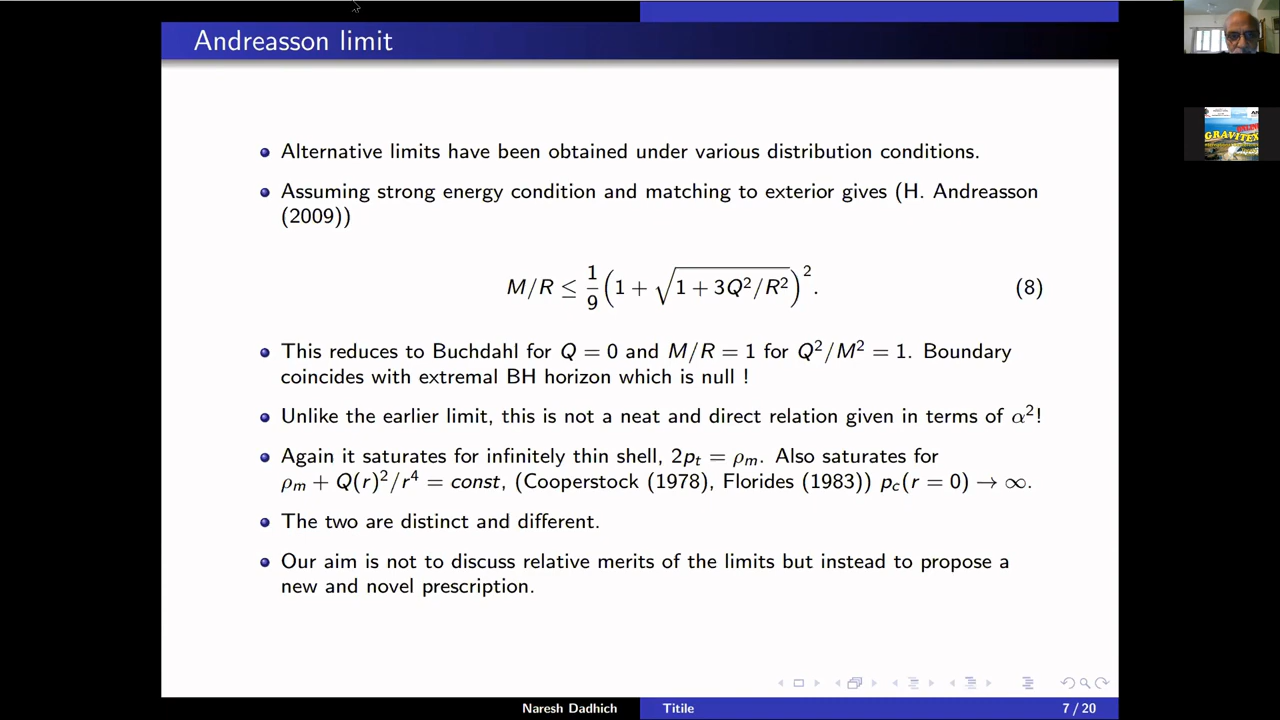 Andreasson limit
Alternative limits have been obtained under various distribution conditions.
Assuming strong energy condition and matching to exterior gives (H. Andreasson
(2009))
M/R ≤ 1/9 (1 + √(1 + 3Q²/R²))². (8)
This reduces to Buchdahl for Q = 0 and M/R = 1 for Q²/M² = 1. Boundary
coincides with extremal BH horizon which is null !
Unlike the earlier limit, this is not a neat and direct relation given in terms of α²!
Again it saturates for infinitely thin shell, 2pₜ = ρₘ. Also saturates for
ρₘ + Q(r)²/r⁴ = const, (Cooperstock (1978), Florides (1983)) p_c(r = 0) → ∞.
The two are distinct and different.
Our aim is not to discuss relative merits of the limits but instead to propose a
new and novel prescription.
Naresh Dadhich Titile 7 / 20